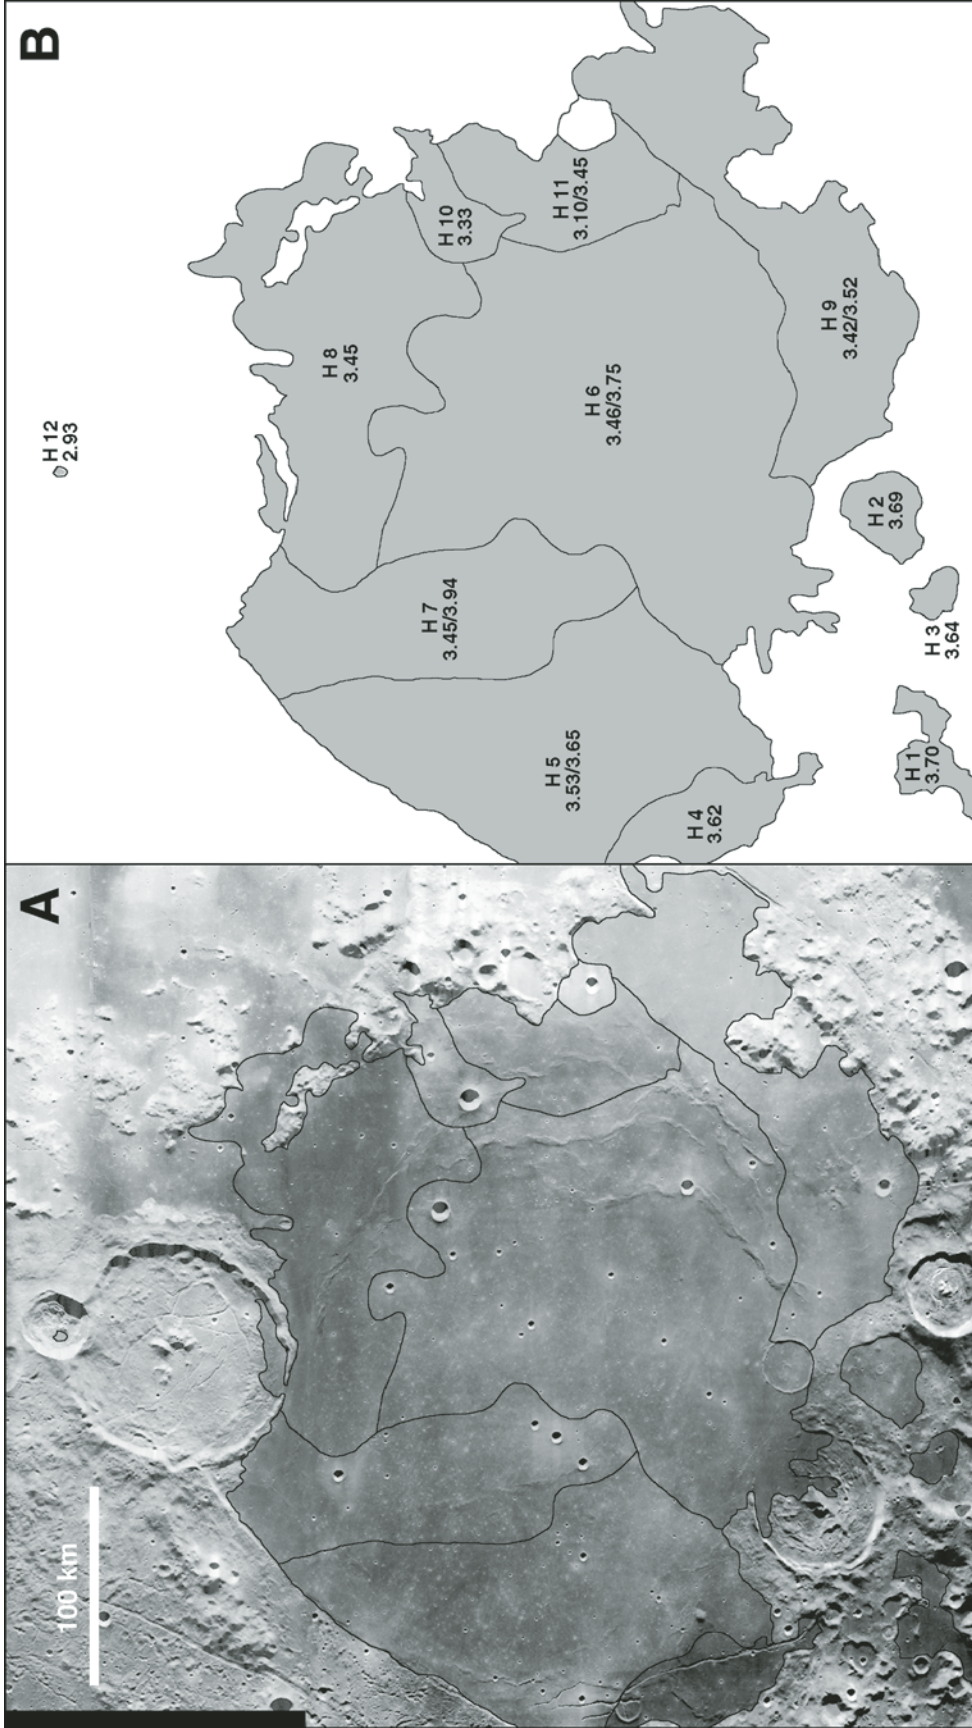 A
100 km
B
H 12
2.93
H 8
3.45
H 10
3.33
H 11
3.10/3.45
H 7
3.45/3.94
H 6
3.46/3.75
H 5
3.53/3.65
H 9
3.42/3.52
H 4
3.62
H 2
3.69
H 3
3.64
H 1
3.70